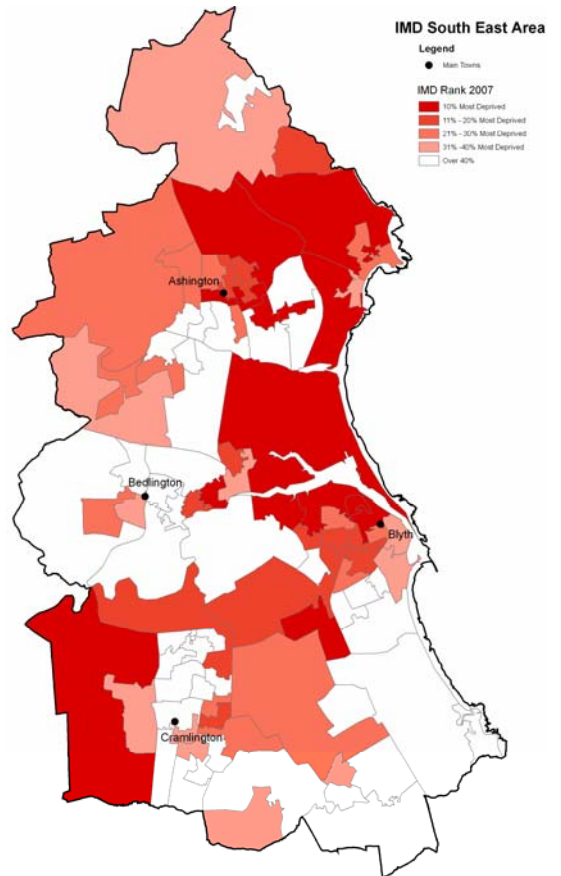 IMD South East Area
Legend
Main Towns
IMD Rank 2007
10% Most Deprived
11% - 20% Most Deprived
21% - 30% Most Deprived
31% -40% Most Deprived
Over 40%
Ashington
Bedlington
Blyth
Cramlington